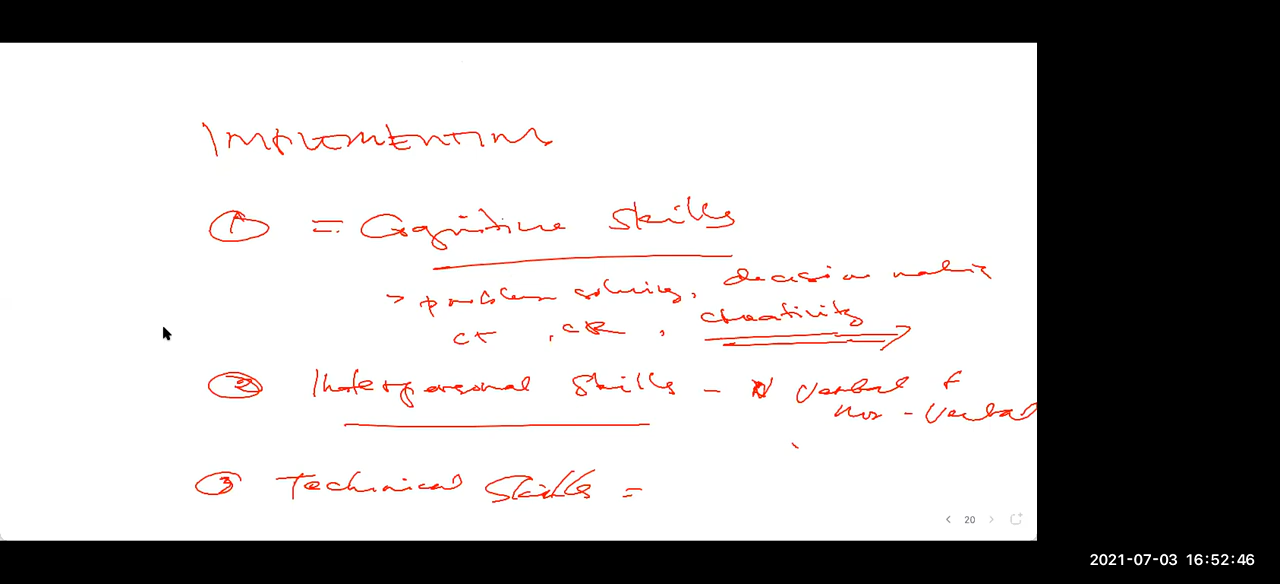 IMPLEMENTING
① = Cognitive skills
> problem solving, decision making
CT, CR, creativity
② Interpersonal skills - verbal &
non-verbal
③ Technical skills =
< 20 >
2021-07-03 16:52:46